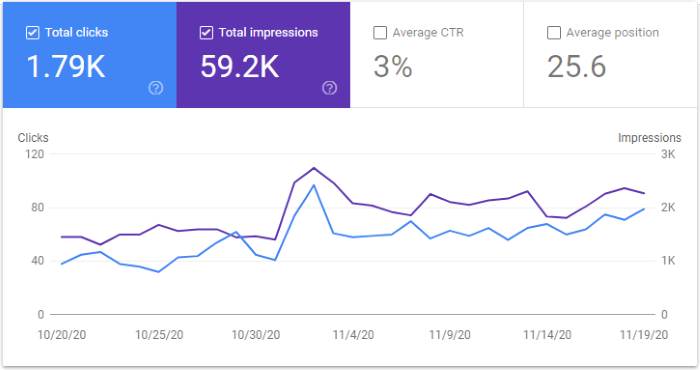 Total clicks
1.79K
Total impressions
59.2K
Average CTR
3%
Average position
25.6
Clicks
Impressions
120
3K
80
2K
40
1K
0
0
10/20/20 10/25/20 10/30/20 11/4/20 11/9/20 11/14/20 11/19/20